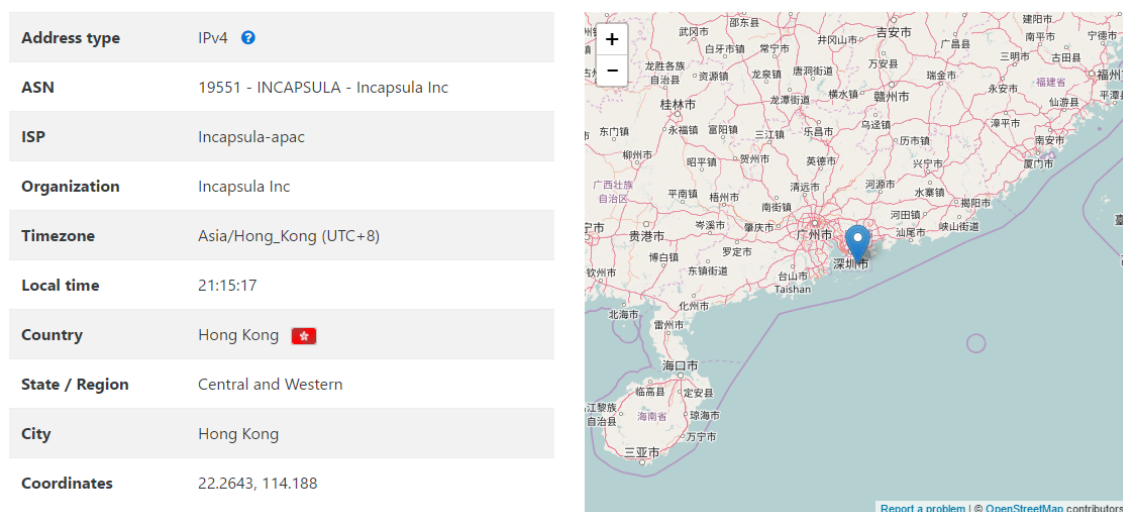 Address type IPv4
ASN 19551 - INCAPSULA - Incapsula Inc
ISP Incapsula-apac
Organization Incapsula Inc
Timezone Asia/Hong_Kong (UTC+8)
Local time 21:15:17
Country Hong Kong
State / Region Central and Western
City Hong Kong
Coordinates 22.2643, 114.188
+
−
邵东县
武冈市
吉安市
建阳市
白牙市镇
常宁市
井冈山市
广昌县
南平市
宁德市
三明市
古田县
龙胜各族
自治县
资源镇
龙泉镇
唐洞街道
万安县
瑞金市
福建省
福州
永安市
桂林市
龙潭街道
横水镇
赣州市
仙游县
平潭
东门镇
永福镇
富阳镇
三江镇
乐昌市
乌迳镇
历市镇
漳平市
南安市
柳州市
昭平镇
贺州市
英德市
兴宁市
厦门市
广西壮族
自治区
平南镇
梧州市
清远市
河源市
水寨镇
揭阳市
南街镇
河田镇
贵港市
岑溪市
肇庆市
广州市
汕尾市
峡山街道
博白镇
罗定市
深圳市
钦州市
东镇街道
台山市
Taishan
化州市
北海市
雷州市
海口市
临高县
定安县
江黎族
自治县
海南省
琼海市
万宁市
三亚市
Report a problem | © OpenStreetMap contributors